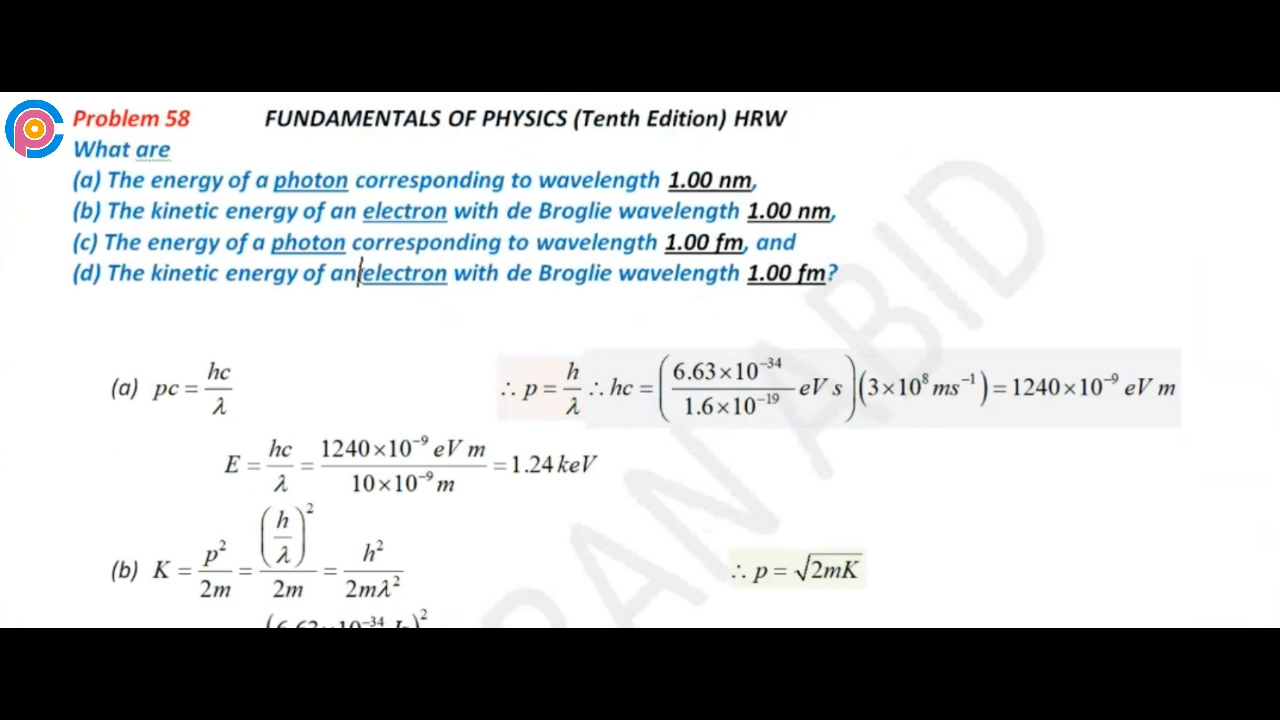 Problem 58 FUNDAMENTALS OF PHYSICS (Tenth Edition) HRW
What are
(a) The energy of a photon corresponding to wavelength 1.00 nm,
(b) The kinetic energy of an electron with de Broglie wavelength 1.00 nm,
(c) The energy of a photon corresponding to wavelength 1.00 fm, and
(d) The kinetic energy of an electron with de Broglie wavelength 1.00 fm?
(a) pc = hc/λ ∴ p = h/λ ∴ hc = (6.63×10⁻³⁴/1.6×10⁻¹⁹ eV s)(3×10⁸ ms⁻¹) = 1240×10⁻⁹ eV m
E = hc/λ = 1240×10⁻⁹ eV m/10×10⁻⁹ m = 1.24 keV
(b) K = p²/2m = (h/λ)²/2m = h²/2mλ² ∴ p = √2mK